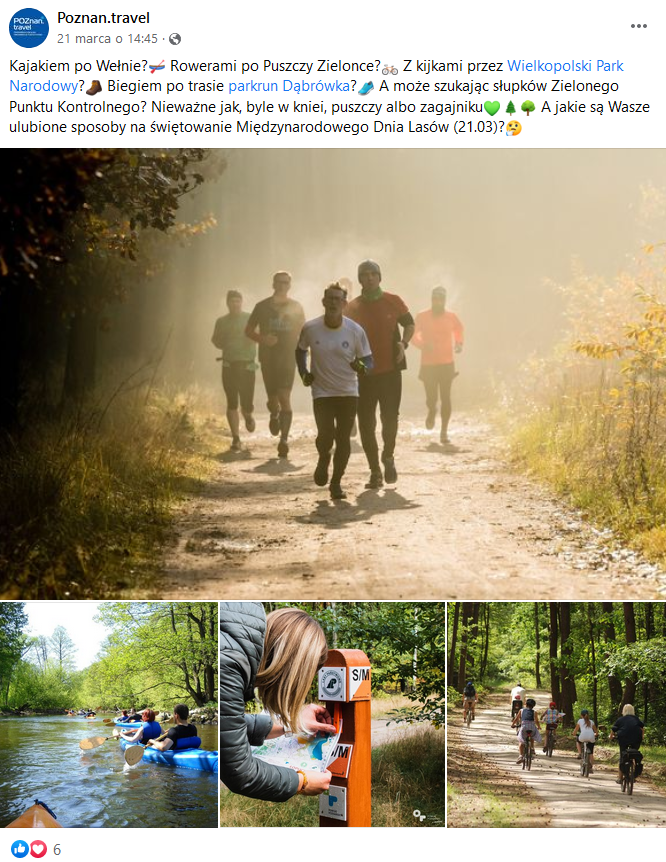 POZnan.
travel
Poznan.travel
21 marca o 14:45 ·
Kajakiem po Wełnie?🛶 Rowerami po Puszczy Zielonce?🚲 Z kijkami przez Wielkopolski Park
Narodowy?🥾 Biegiem po trasie parkrun Dąbrówka?👟 A może szukając słupków Zielonego
Punktu Kontrolnego? Nieważne jak, byle w kniei, puszczy albo zagajniku💚🌲🌳 A jakie są Wasze
ulubione sposoby na świętowanie Międzynarodowego Dnia Lasów (21.03)?🤔
S/M
/M
6